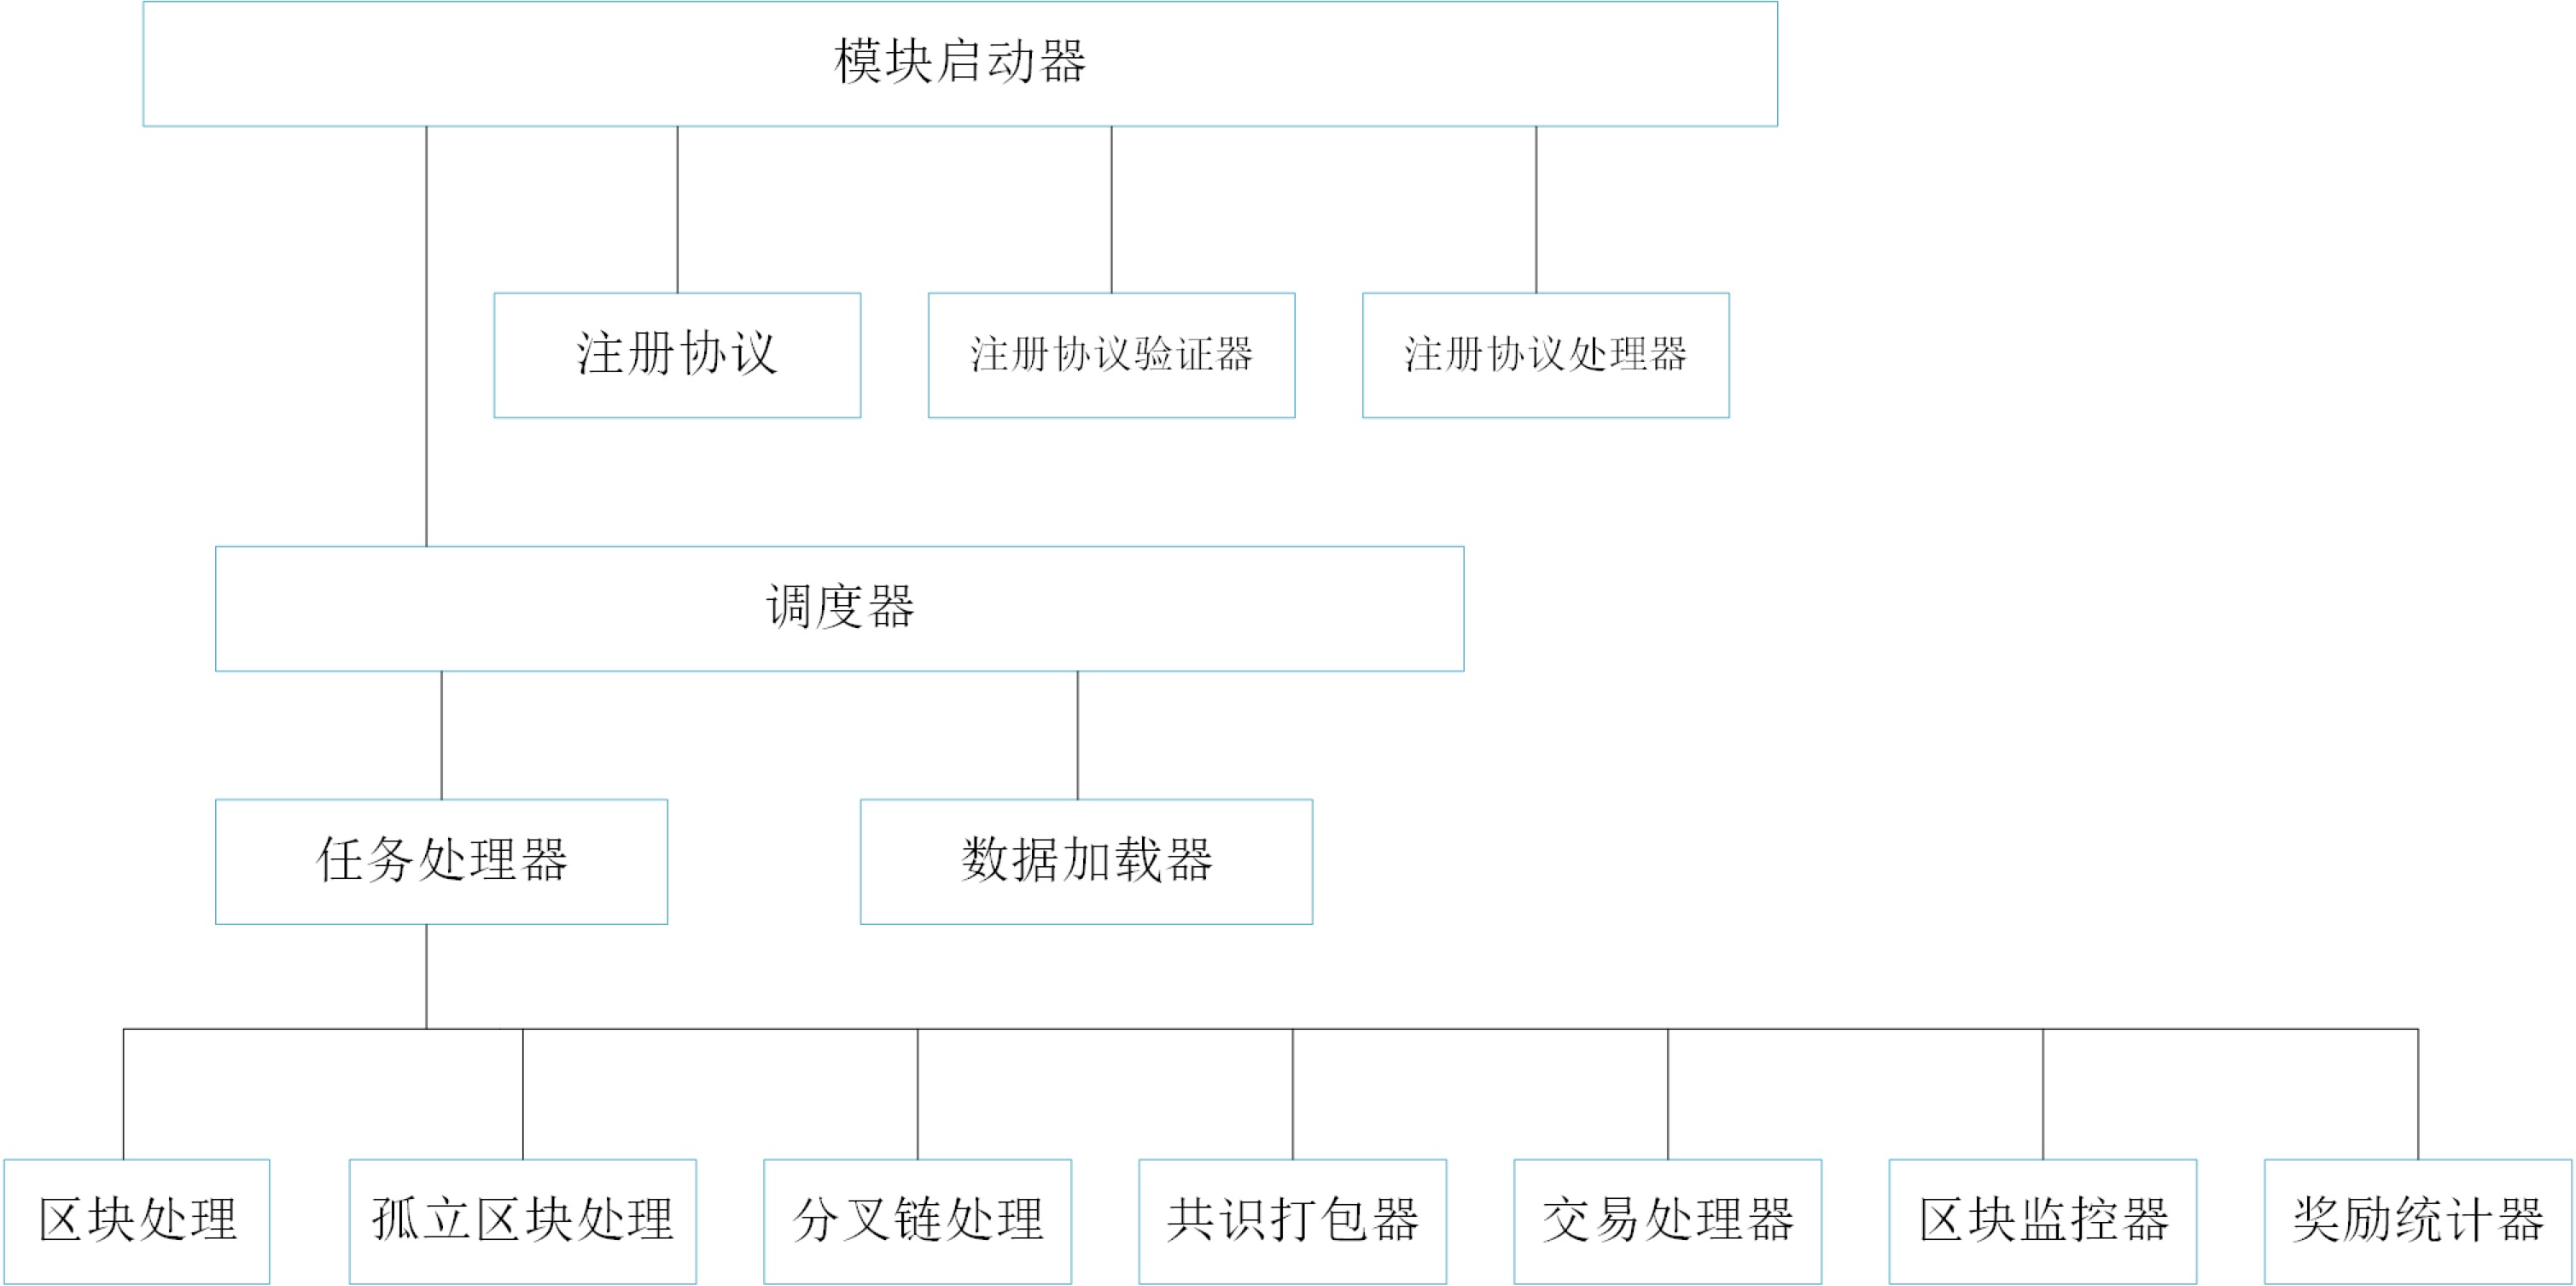 模块启动器
注册协议
注册协议验证器
注册协议处理器
调度器
任务处理器
数据加载器
区块处理
孤立区块处理
分叉链处理
共识打包器
交易处理器
区块监控器
奖励统计器